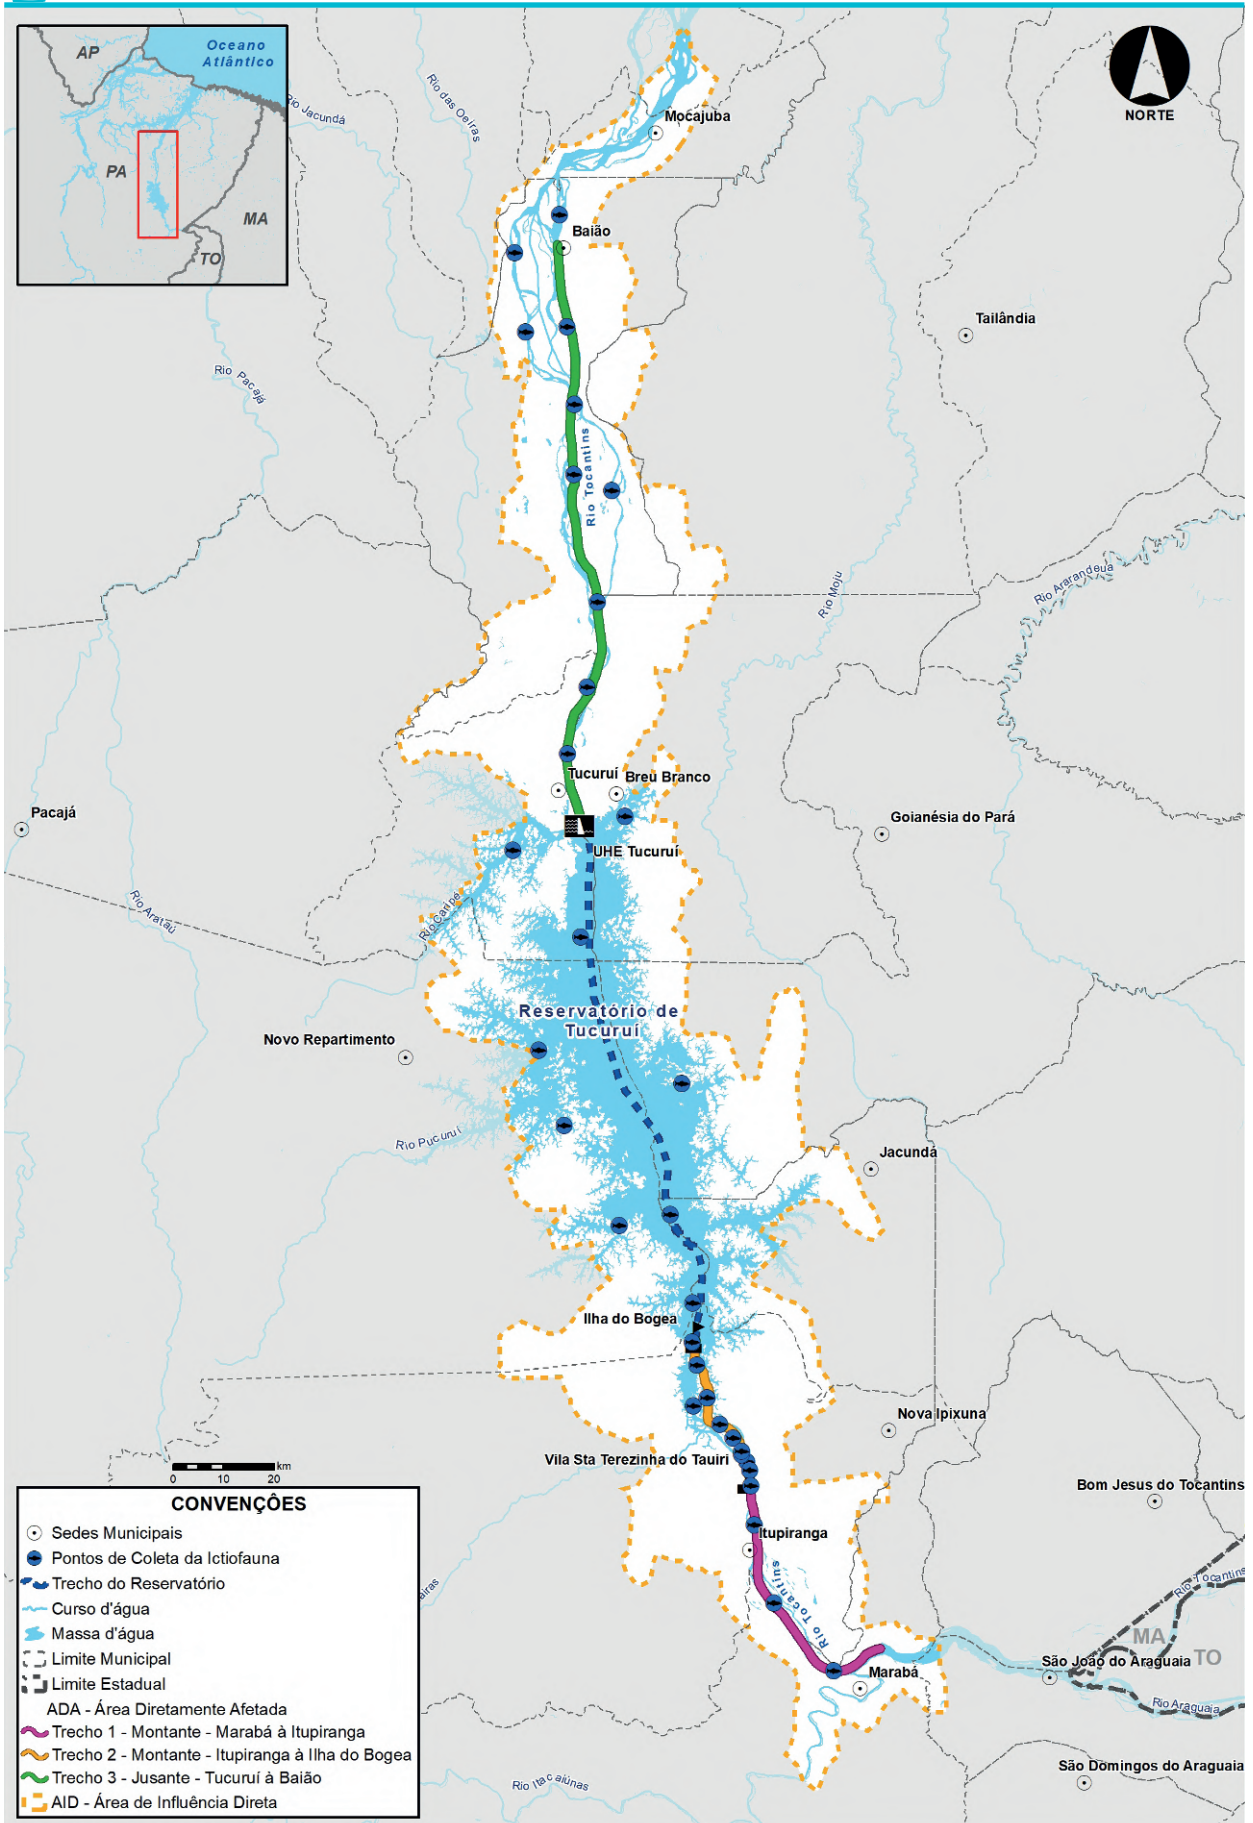 AP
Oceano
Atlântico
PA
MA
TO
Rio Jacundá
Rio das Oeiras
NORTE
Mocajuba
Baião
Tailândia
Rio Pacajá
Rio Tocantins
Rio Moju
Rio Ararandeua
Tucuruí
Breu Branco
Pacajá
Goianésia do Pará
UHE Tucuruí
Rio Aratаú
Rio Caripé
Reservatório de
Tucuruí
Novo Repartimento
Rio Pucuruí
Jacundá
Ilha do Bogea
Nova Ipixuna
Vila Sta Terezinha do Tauiri
km
0 10 20
Bom Jesus do Tocantins
Itupiranga
Rio Tocantins
Rio Tocantins
MA
TO
São João do Araguaia
Marabá
Rio Araguaia
São Domingos do Araguaia
Rio Itacaiúnas
CONVENÇÕES
Sedes Municipais
Pontos de Coleta da Ictiofauna
Trecho do Reservatório
Curso d'água
Massa d'água
Limite Municipal
Limite Estadual
ADA - Área Diretamente Afetada
Trecho 1 - Montante - Marabá à Itupiranga
Trecho 2 - Montante - Itupiranga à Ilha do Bogea
Trecho 3 - Jusante - Tucuruí à Baião
AID - Área de Influência Direta